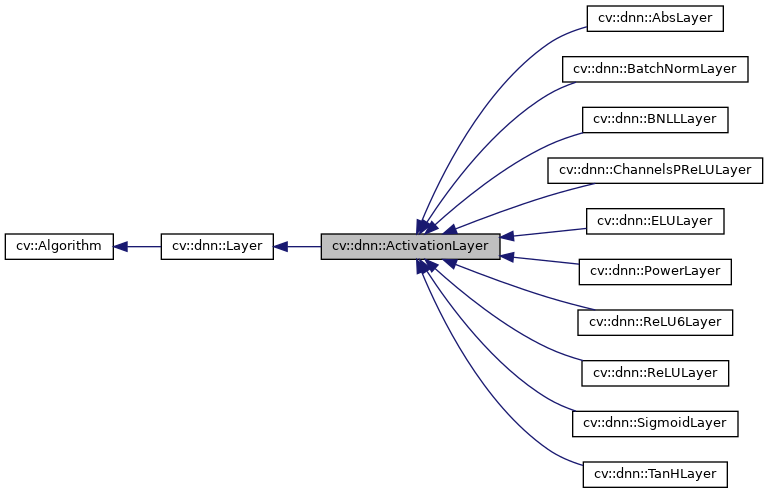 cv::dnn::AbsLayer
cv::dnn::BatchNormLayer
cv::dnn::BNLLLayer
cv::dnn::ChannelsPReLULayer
cv::dnn::ELULayer
cv::Algorithm
cv::dnn::Layer
cv::dnn::ActivationLayer
cv::dnn::PowerLayer
cv::dnn::ReLU6Layer
cv::dnn::ReLULayer
cv::dnn::SigmoidLayer
cv::dnn::TanHLayer